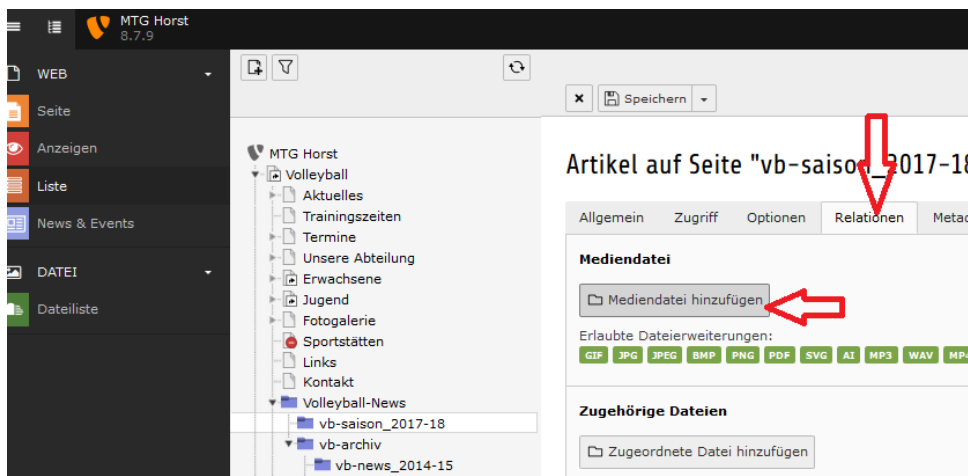 MTG Horst
8.7.9
WEB
Seite
Anzeigen
Liste
News & Events
DATEI
Dateiliste
MTG Horst
Volleyball
Aktuelles
Trainingszeiten
Termine
Unsere Abteilung
Erwachsene
Jugend
Fotogalerie
Sportstätten
Links
Kontakt
Volleyball-News
vb-saison_2017-18
vb-archiv
vb-news_2014-15
Speichern
Artikel auf Seite "vb-saison_2017-18
Allgemein Zugriff Optionen Relationen Metad
Mediendatei
Mediendatei hinzufügen
Erlaubte Dateierweiterungen:
GIF JPG JPEG BMP PNG PDF SVG AI MP3 WAV MP4
Zugehörige Dateien
Zugeordnete Datei hinzufügen